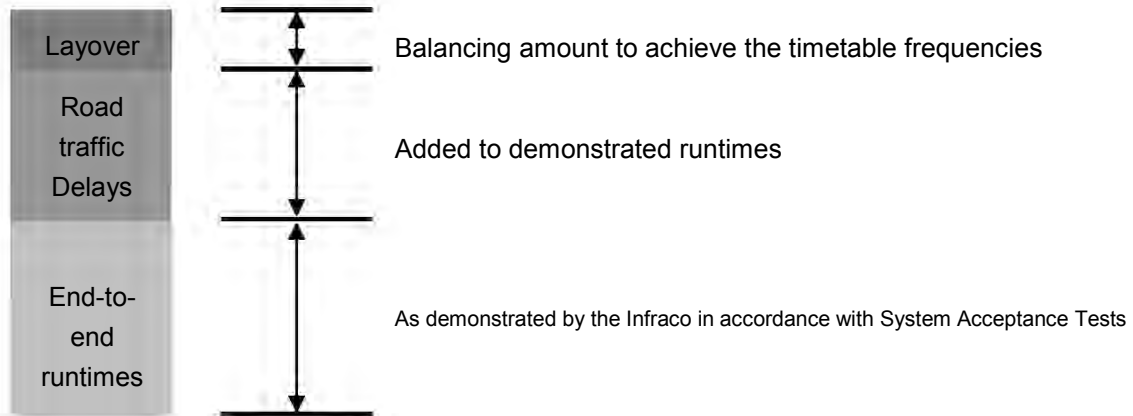 Layover
Balancing amount to achieve the timetable frequencies
Road
traffic
Delays
Added to demonstrated runtimes
End-to-
end
runtimes
As demonstrated by the Infraco in accordance with System Acceptance Tests